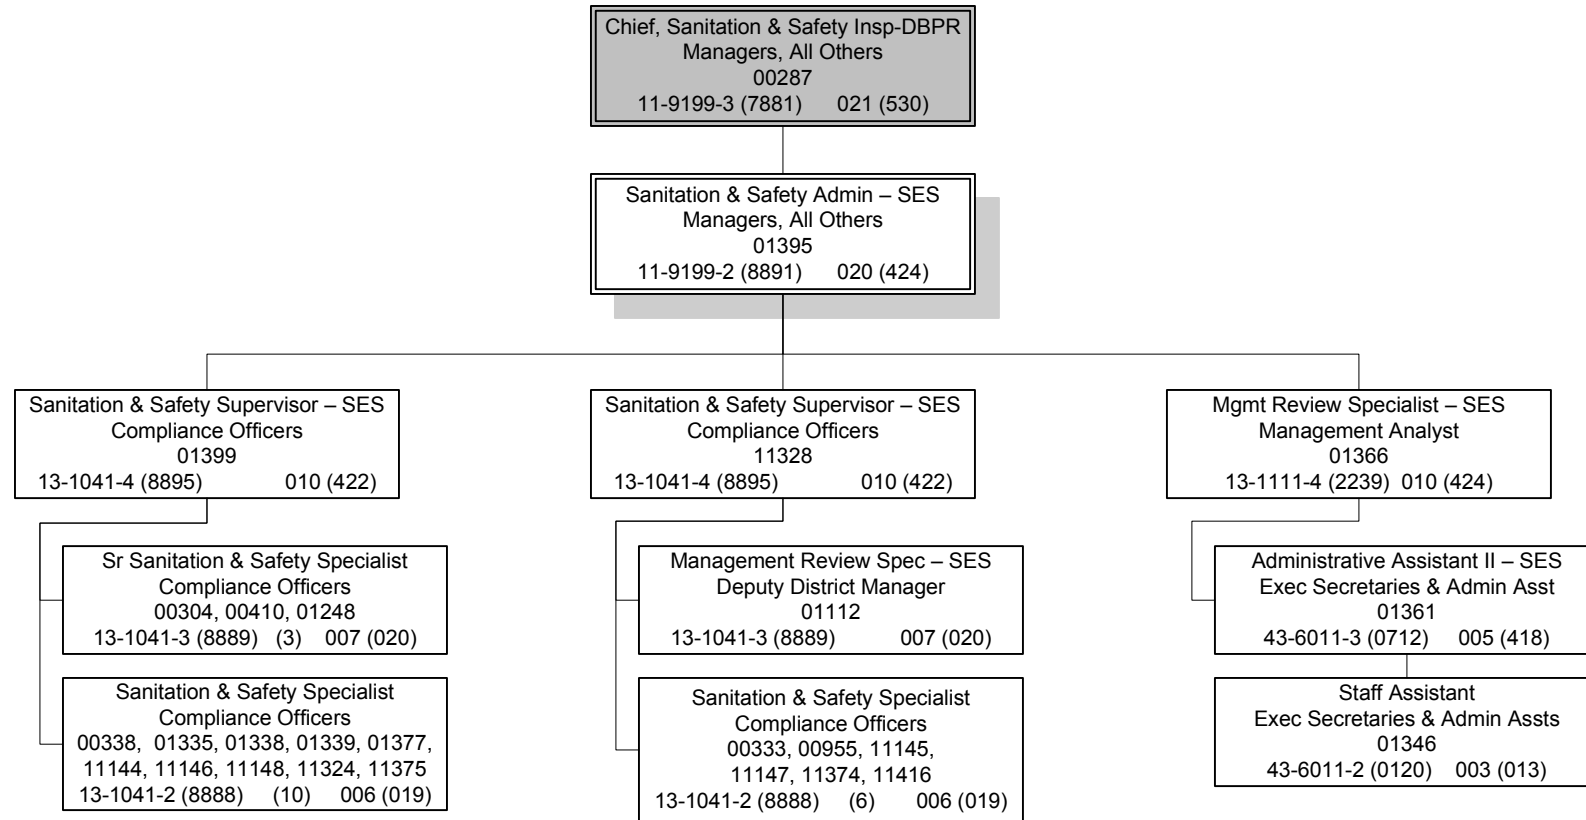 Chief, Sanitation & Safety Insp-DBPR
Managers, All Others
00287
11-9199-3 (7881) 021 (530)
Sanitation & Safety Admin – SES
Managers, All Others
01395
11-9199-2 (8891) 020 (424)
Sanitation & Safety Supervisor – SES
Compliance Officers
01399
13-1041-4 (8895) 010 (422)
Sr Sanitation & Safety Specialist
Compliance Officers
00304, 00410, 01248
13-1041-3 (8889) (3) 007 (020)
Sanitation & Safety Specialist
Compliance Officers
00338, 01335, 01338, 01339, 01377,
11144, 11146, 11148, 11324, 11375
13-1041-2 (8888) (10) 006 (019)
Sanitation & Safety Supervisor – SES
Compliance Officers
11328
13-1041-4 (8895) 010 (422)
Management Review Spec – SES
Deputy District Manager
01112
13-1041-3 (8889) 007 (020)
Sanitation & Safety Specialist
Compliance Officers
00333, 00955, 11145,
11147, 11374, 11416
13-1041-2 (8888) (6) 006 (019)
Mgmt Review Specialist – SES
Management Analyst
01366
13-1111-4 (2239) 010 (424)
Administrative Assistant II – SES
Exec Secretaries & Admin Asst
01361
43-6011-3 (0712) 005 (418)
Staff Assistant
Exec Secretaries & Admin Assts
01346
43-6011-2 (0120) 003 (013)